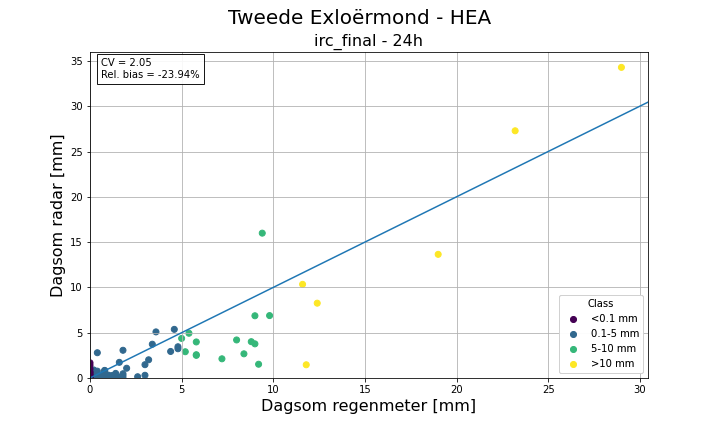 Tweede Exloërmond - HEA
irc_final - 24h
CV = 2.05
Rel. bias = -23.94%
35
30
25
20
15
10
5
0
Dagsom radar [mm]
Class
<0.1 mm
0.1-5 mm
5-10 mm
>10 mm
0
5
10
15
20
25
30
Dagsom regenmeter [mm]